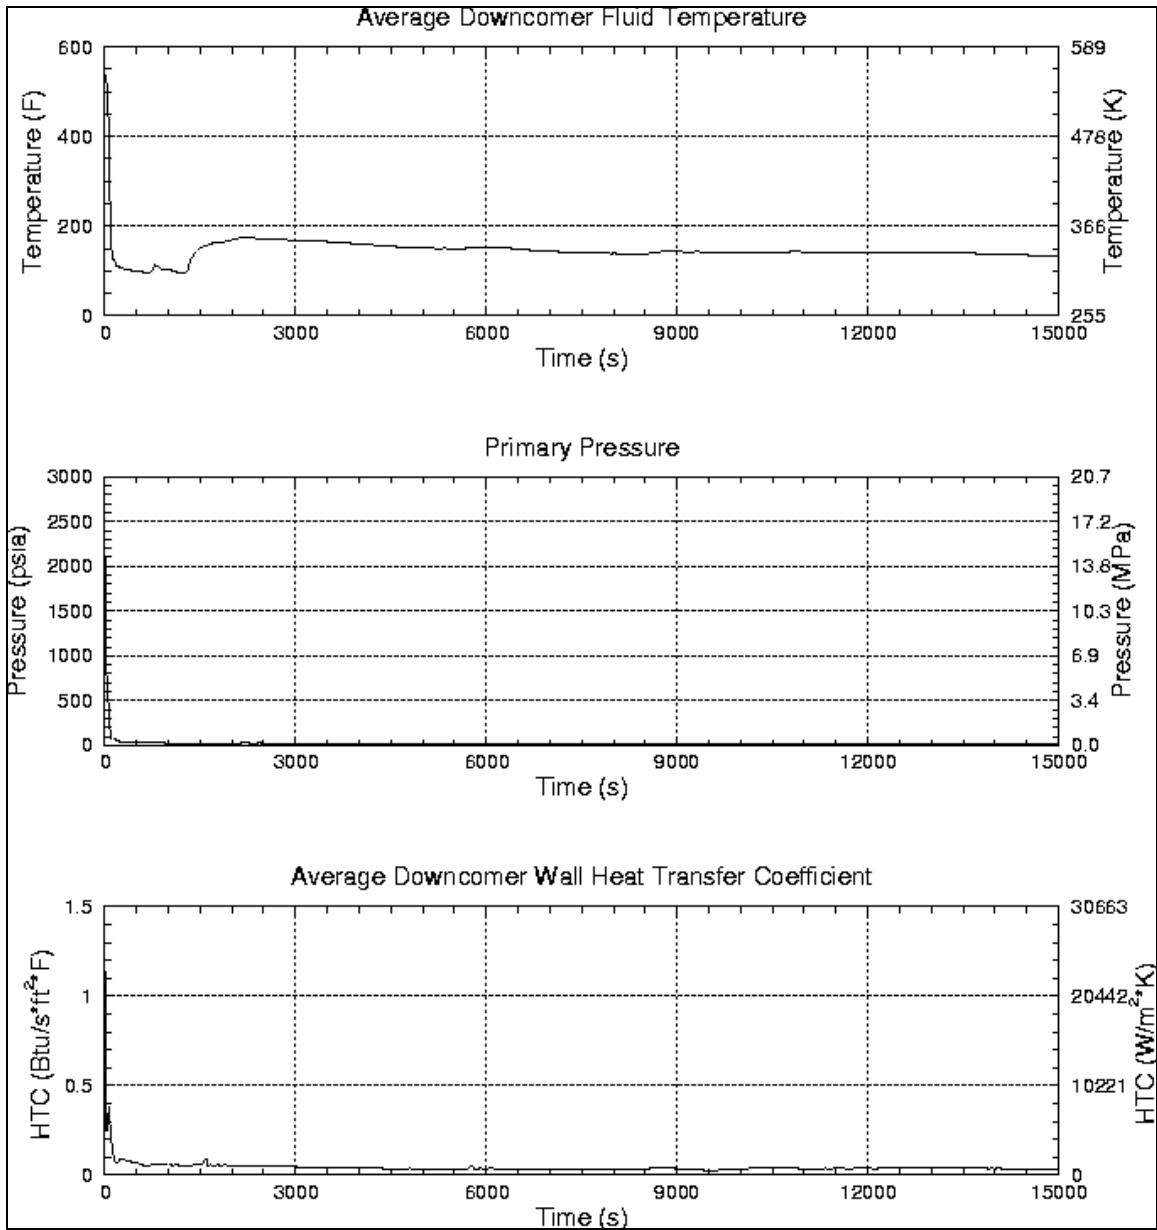 Average Downcomer Fluid Temperature
Temperature (F)
600
400
200
0
589
478
366
255
Temperature (K)
0 3000 6000 9000 12000 15000
Time (s)
Primary Pressure
Pressure (psia)
3000
2500
2000
1500
1000
500
0
20.7
17.2
13.8
10.3
6.9
3.4
0.0
Pressure (MPa)
0 3000 6000 9000 12000 15000
Time (s)
Average Downcomer Wall Heat Transfer Coefficient
HTC (Btu/s*ft²*F)
1.5
1
0.5
0
30663
20442
10221
0
HTC (W/m²*K)
0 3000 6000 9000 12000 15000
Time (s)